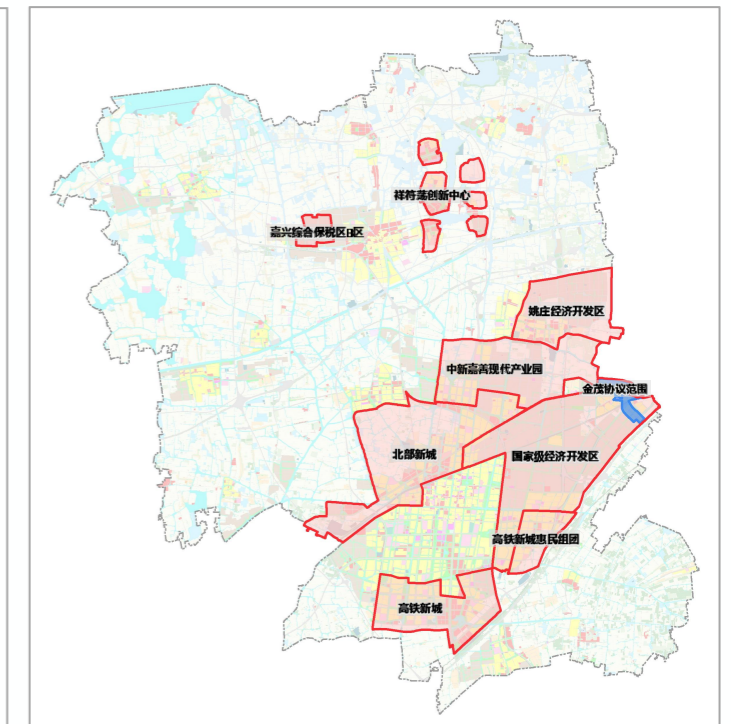 祥符荡创新中心
嘉兴综合保税区B区
姚庄经济开发区
中新嘉善现代产业园
金茂协议范围
北部新城
国家级经济开发区
高铁新城惠民组团
高铁新城